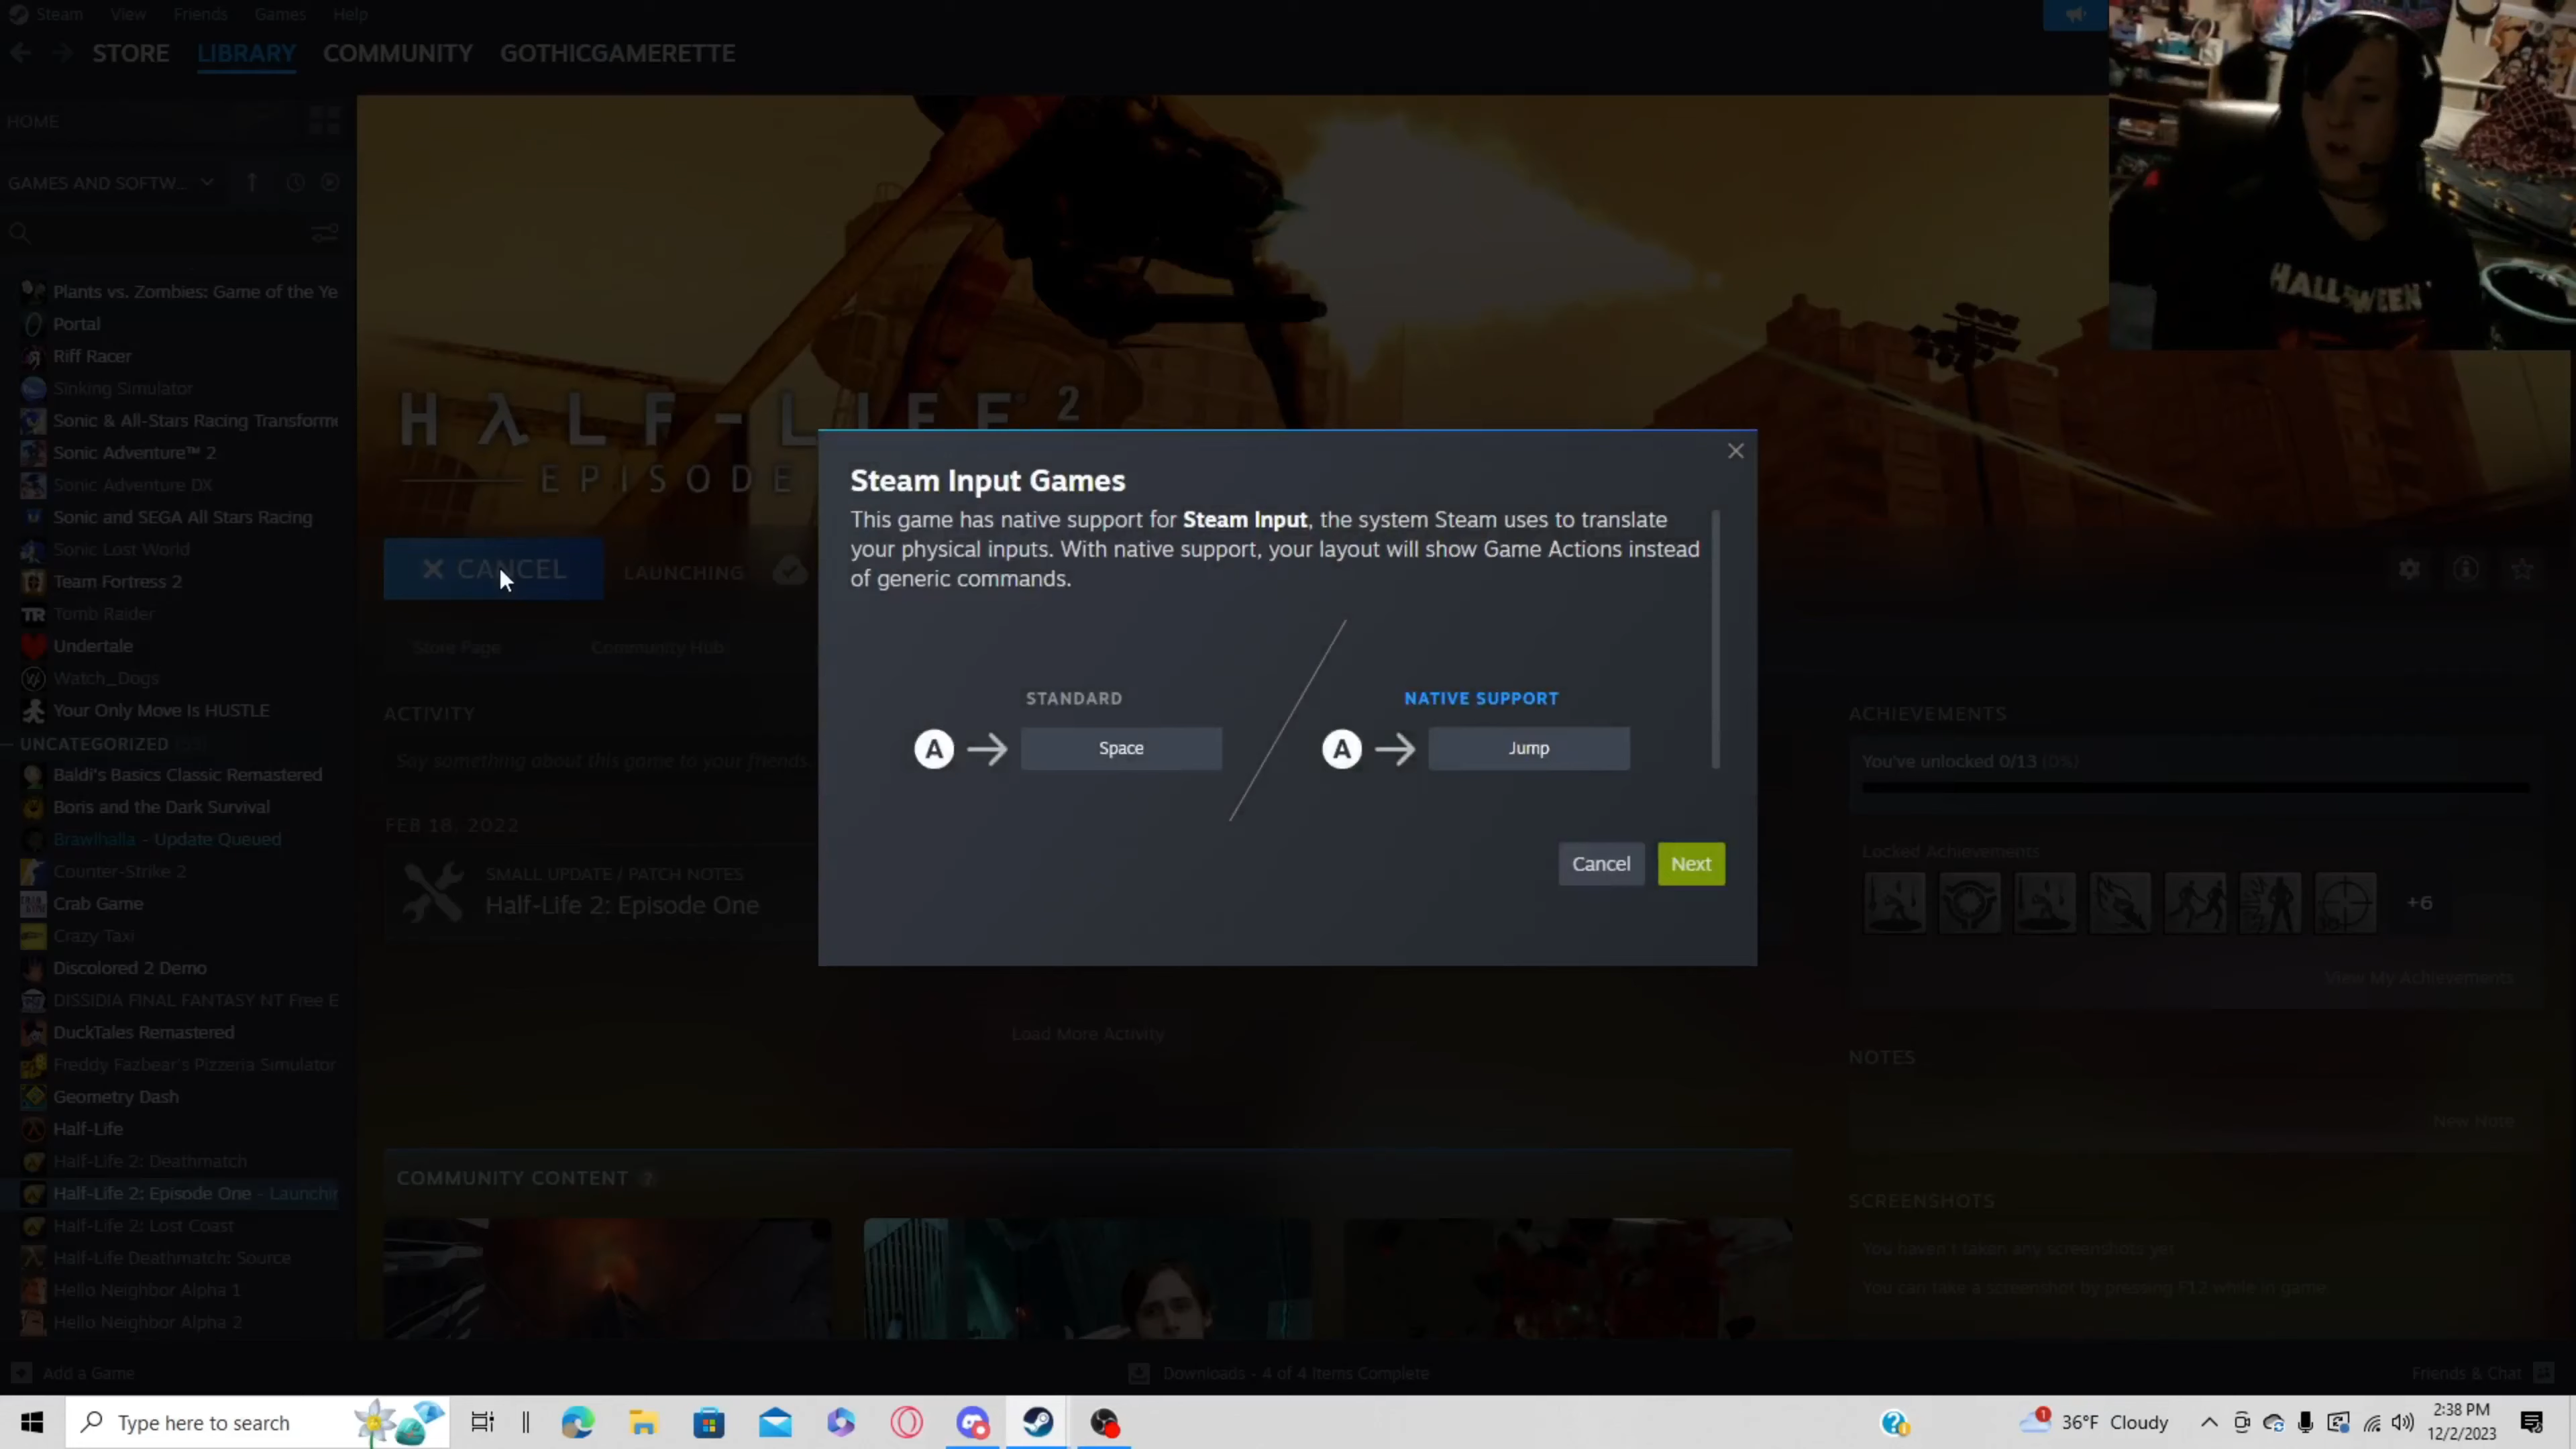 Steam View Friends Games Help
STORE LIBRARY COMMUNITY GOTHICGAMERETTE
HOME
GAMES AND SOFTW...
Plants vs. Zombies: Game of the Ye
Portal
Riff Racer
Sinking Simulator
Sonic & All-Stars Racing Transforme
Sonic Adventure™ 2
Sonic Adventure DX
Sonic and SEGA All Stars Racing
Sonic Lost World
Team Fortress 2
Tomb Raider
Undertale
Watch_Dogs
Your Only Move Is HUSTLE
UNCATEGORIZED
Baldi's Basics Classic Remastered
Boris and the Dark Survival
Brawlhalla - Update Queued
Counter-Strike 2
Crab Game
Crazy Taxi
Discolored 2 Demo
DISSIDIA FINAL FANTASY NT Free E
DuckTales Remastered
Freddy Fazbear's Pizzeria Simulator
Geometry Dash
Half-Life
Half-Life 2: Deathmatch
Half-Life 2: Episode One - Launchin
Half-Life 2: Lost Coast
Half-Life Deathmatch: Source
Hello Neighbor Alpha 1
Hello Neighbor Alpha 2
Add a Game
HALF-LIFE 2
EPISODE
CANCEL
LAUNCHING
Store Page
Community Hub
ACTIVITY
Say something about this game to your friends...
FEB 18, 2022
SMALL UPDATE / PATCH NOTES
Half-Life 2: Episode One
Load More Activity
COMMUNITY CONTENT ?
Steam Input Games
This game has native support for Steam Input, the system Steam uses to translate
your physical inputs. With native support, your layout will show Game Actions instead
of generic commands.
STANDARD
A Space
NATIVE SUPPORT
A Jump
Cancel Next
HALLOWEEN
ACHIEVEMENTS
You've unlocked 0/13 (0%)
Locked Achievements
+6
View My Achievements
NOTES
New Note
SCREENSHOTS
You haven't taken any screenshots yet
You can take a screenshot by pressing F12 while in game
Downloads - 4 of 4 Items Complete
Friends & Chat
Type here to search
1
36°F Cloudy
2:38 PM
12/2/2023